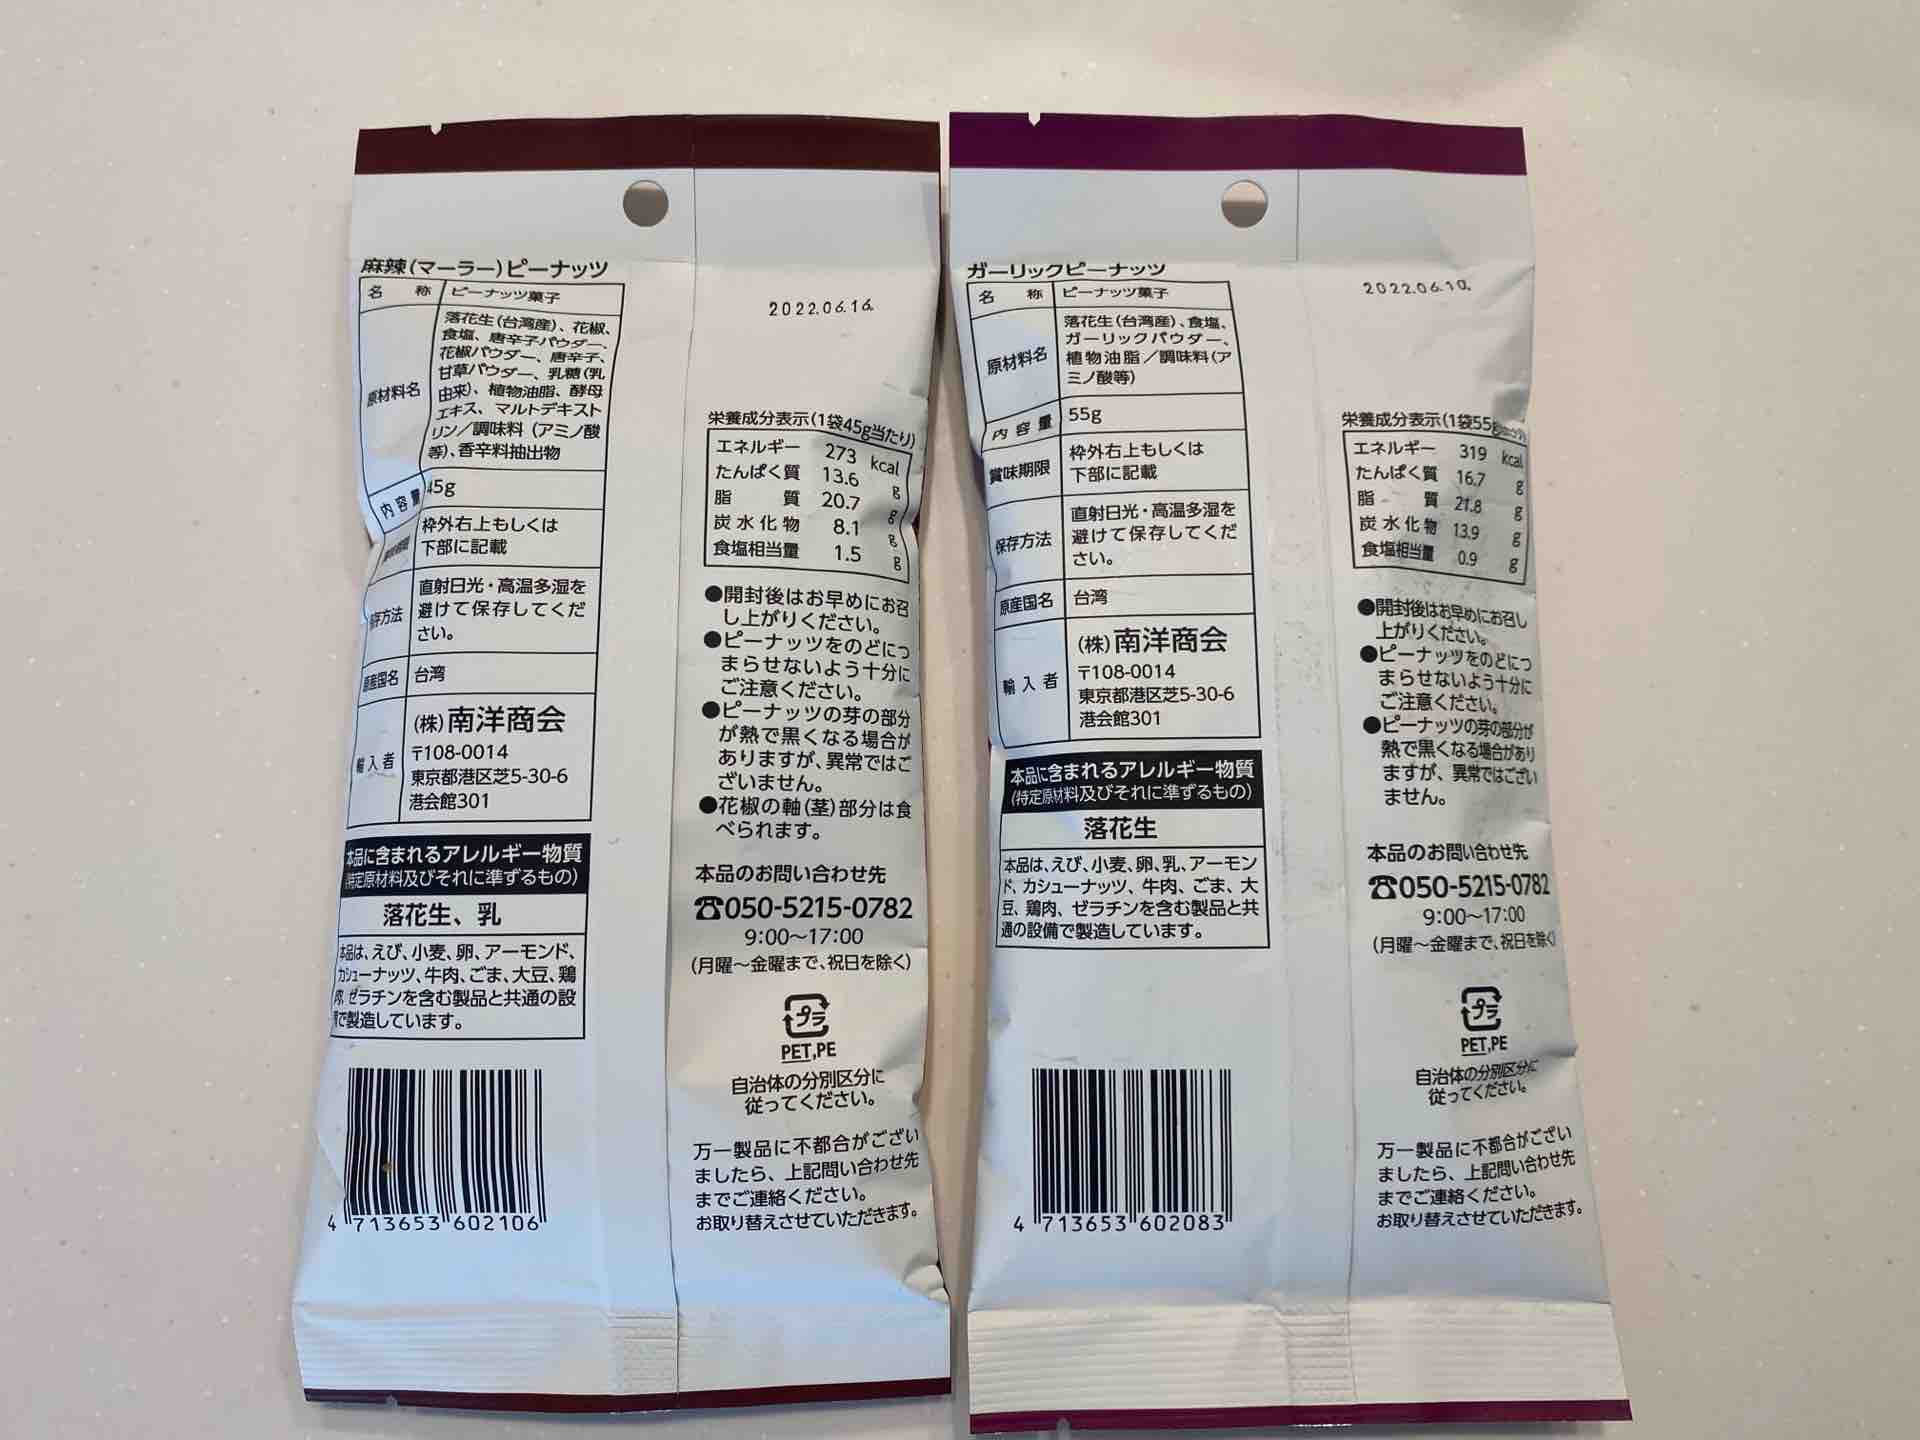 麻辣(マーラー)ピーナッツ
名 称 ピーナッツ菓子
原材料名
落花生(台湾産)、花椒、
食塩、唐辛子パウダー、
花椒パウダー、唐辛子、
甘草パウダー、乳糖(乳
由来)、植物油脂、酵母
エキス、マルトデキスト
リン／調味料(アミノ酸
等)、香辛料抽出物
内容量 45g
枠外右上もしくは
下部に記載
保存方法
直射日光・高温多湿を
避けて保存してくだ
さい。
原産国名 台湾
輸入者
(株)南洋商会
〒108-0014
東京都港区芝5-30-6
港会館301
本品に含まれるアレルギー物質
(特定原材料及びそれに準ずるもの)
落花生、乳
本品は、えび、小麦、卵、アーモンド、
カシューナッツ、牛肉、ごま、大豆、鶏
肉、ゼラチンを含む製品と共通の設
備で製造しています。
4 713653 602106
2022.06.16.
栄養成分表示(1袋45g当たり)
エネルギー 273 kcal
たんぱく質 13.6 g
脂 質 20.7 g
炭水化物 8.1 g
食塩相当量 1.5 g
●開封後はお早めにお召
し上がりください。
●ピーナッツをのどにつ
まらせないよう十分に
ご注意ください。
●ピーナッツの芽の部分
が熱で黒くなる場合が
ありますが、異常ではご
ざいません。
●花椒の軸(茎)部分は食
べられます。
本品のお問い合わせ先
☎050-5215-0782
9:00～17:00
(月曜～金曜まで、祝日を除く)
プラ
PET,PE
自治体の分別区分に
従ってください。
万一製品に不都合がござい
ましたら、上記問い合わせ先
までご連絡ください。
お取り替えさせていただきます。
ガーリックピーナッツ
名 称 ピーナッツ菓子
原材料名
落花生(台湾産)、食塩、
ガーリックパウダー、
植物油脂／調味料(ア
ミノ酸等)
内容量 55g
賞味期限
枠外右上もしくは
下部に記載
保存方法
直射日光・高温多湿を
避けて保存してくだ
さい。
原産国名 台湾
輸入者
(株)南洋商会
〒108-0014
東京都港区芝5-30-6
港会館301
本品に含まれるアレルギー物質
(特定原材料及びそれに準ずるもの)
落花生
本品は、えび、小麦、卵、乳、アーモン
ド、カシューナッツ、牛肉、ごま、大
豆、鶏肉、ゼラチンを含む製品と共
通の設備で製造しています。
4 713653 602083
2022.06.10.
栄養成分表示(1袋55g
エネルギー 319 kcal
たんぱく質 16.7 g
脂 質 21.8 g
炭水化物 13.9 g
食塩相当量 0.9 g
●開封後はお早めにお召し
上がりください。
●ピーナッツをのどにつ
まらせないよう十分に
ご注意ください。
●ピーナッツの芽の部分が
熱で黒くなる場合があり
ますが、異常ではござい
ません。
本品のお問い合わせ先
☎050-5215-0782
9:00～17:00
(月曜～金曜まで、祝日を除く)
プラ
PET,PE
自治体の分別区分に
従ってください。
万一製品に不都合がござい
ましたら、上記問い合わせ先
までご連絡ください。
お取り替えさせていただきます。